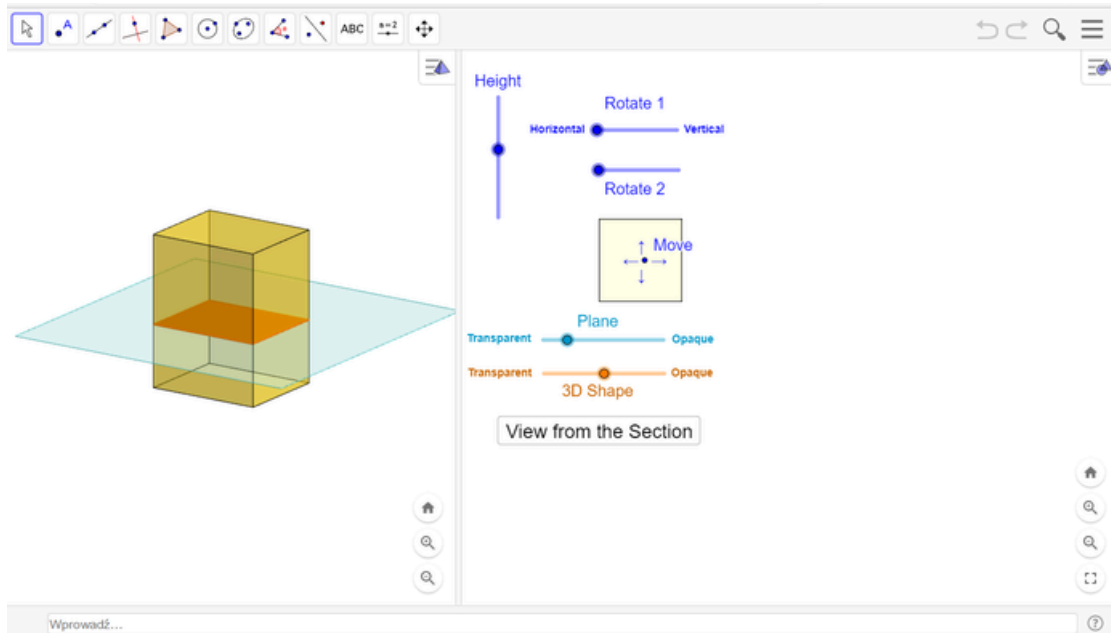 A
ABC
a=2
Height
Rotate 1
Horizontal
Vertical
Rotate 2
Move
Plane
Transparent
Opaque
Transparent
Opaque
3D Shape
View from the Section
Wprowadź...
?